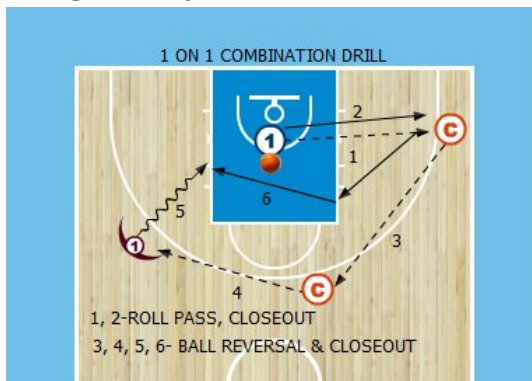 1 ON 1 COMBINATION DRILL
2
C
1
1
6
5
1
3
4
C
1, 2-ROLL PASS, CLOSEOUT
3, 4, 5, 6- BALL REVERSAL & CLOSEOUT